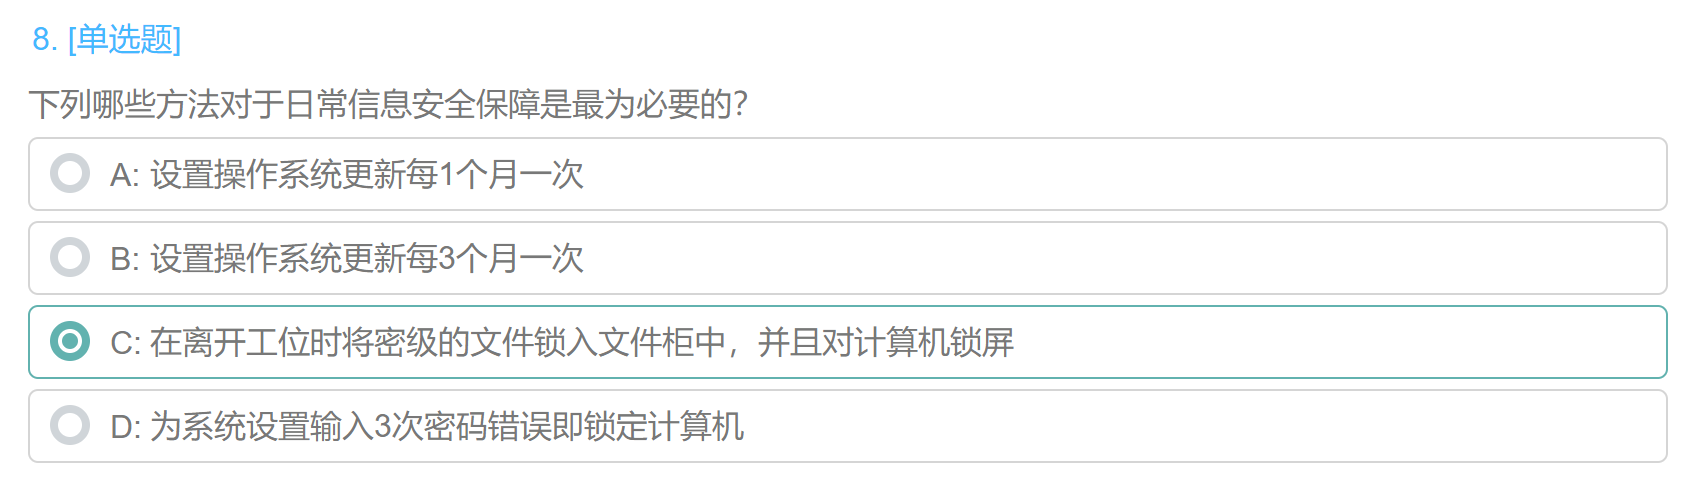 8. [单选题]
下列哪些方法对于日常信息安全保障是最为必要的?
A: 设置操作系统更新每1个月一次
B: 设置操作系统更新每3个月一次
C: 在离开工位时将密级的文件锁入文件柜中，并且对计算机锁屏
D: 为系统设置输入3次密码错误即锁定计算机